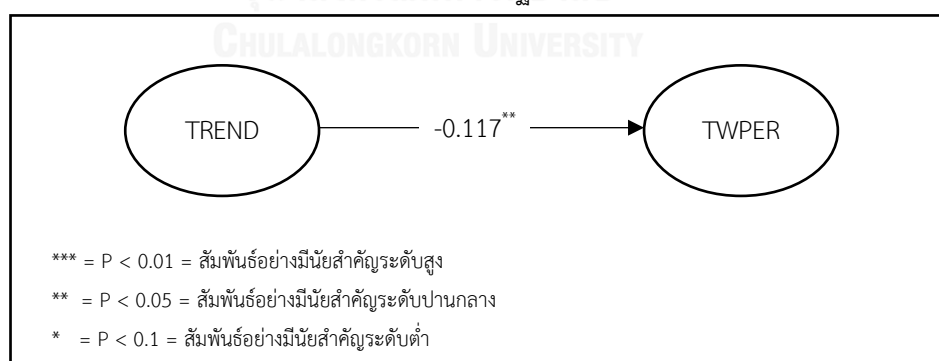 CHULALONGKORN UNIVERSITY
TREND -0.117** TWPER
*** = P < 0.01 = สัมพันธ์อย่างมีนัยสำคัญระดับสูง
** = P < 0.05 = สัมพันธ์อย่างมีนัยสำคัญระดับปานกลาง
* = P < 0.1 = สัมพันธ์อย่างมีนัยสำคัญระดับต่ำ